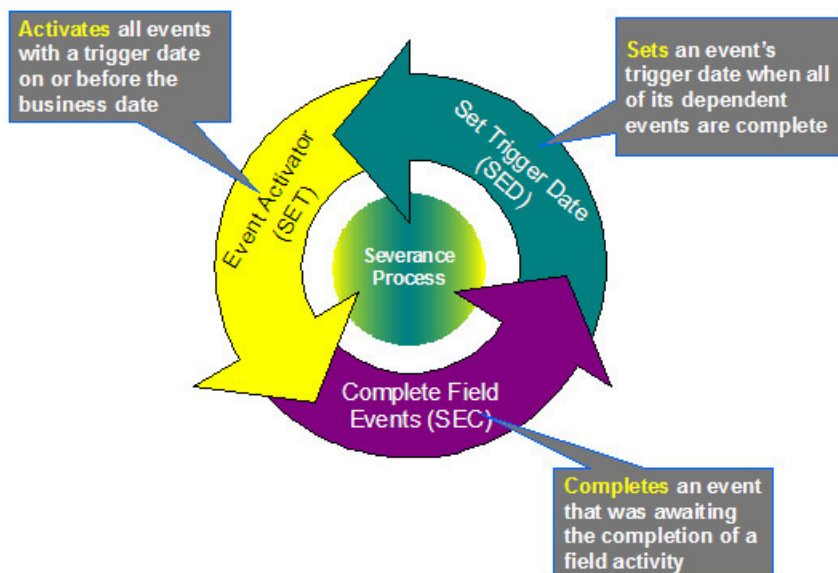 Activates all events
with a trigger date
on or before the
business date
Sets an event's
trigger date when all
of its dependent
events are complete
Event Activator
(SET)
Set Trigger Date
(SED)
Severance
Process
Complete Field
Events (SEC)
Completes an event
that was awaiting
the completion of a
field activity